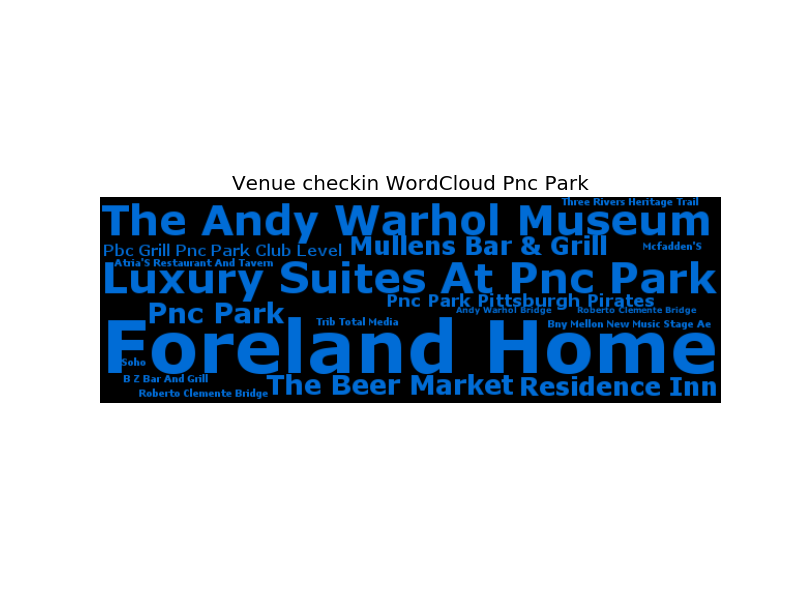 Venue checkin WordCloud Pnc Park
Three Rivers Heritage Trail
The Andy Warhol Museum
Pbc Grill Pnc Park Club Level
Mullens Bar & Grill
Mcfadden'S
Atria'S Restaurant And Tavern
Luxury Suites At Pnc Park
Pnc Park Pittsburgh Pirates
Pnc Park
Andy Warhol Bridge
Roberto Clemente Bridge
Trib Total Media
Bny Mellon New Music Stage Ae
Foreland Home
Soho
B Z Bar And Grill
The Beer Market
Residence Inn
Roberto Clemente Bridge